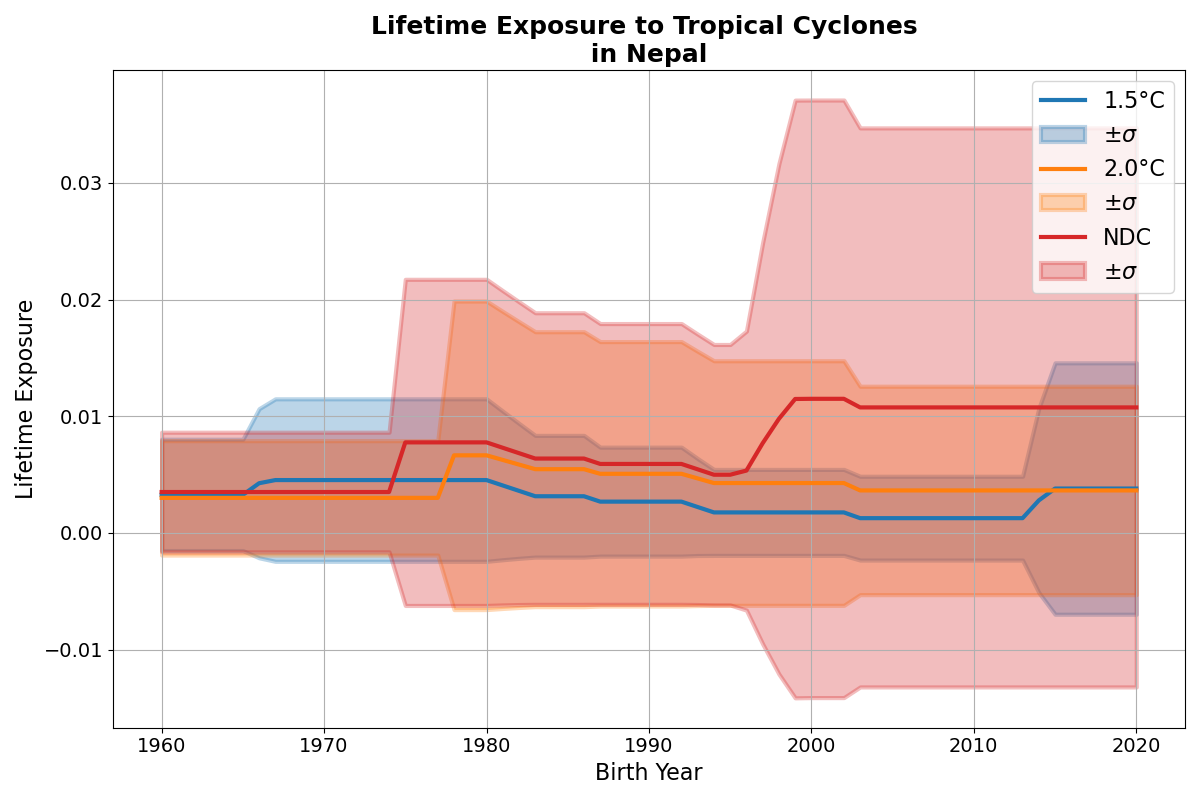 Lifetime Exposure to Tropical Cyclones
in Nepal
Lifetime Exposure
0.03
0.02
0.01
0.00
−0.01
1960
1970
1980
1990
2000
2010
2020
Birth Year
1.5°C
±σ
2.0°C
±σ
NDC
±σ